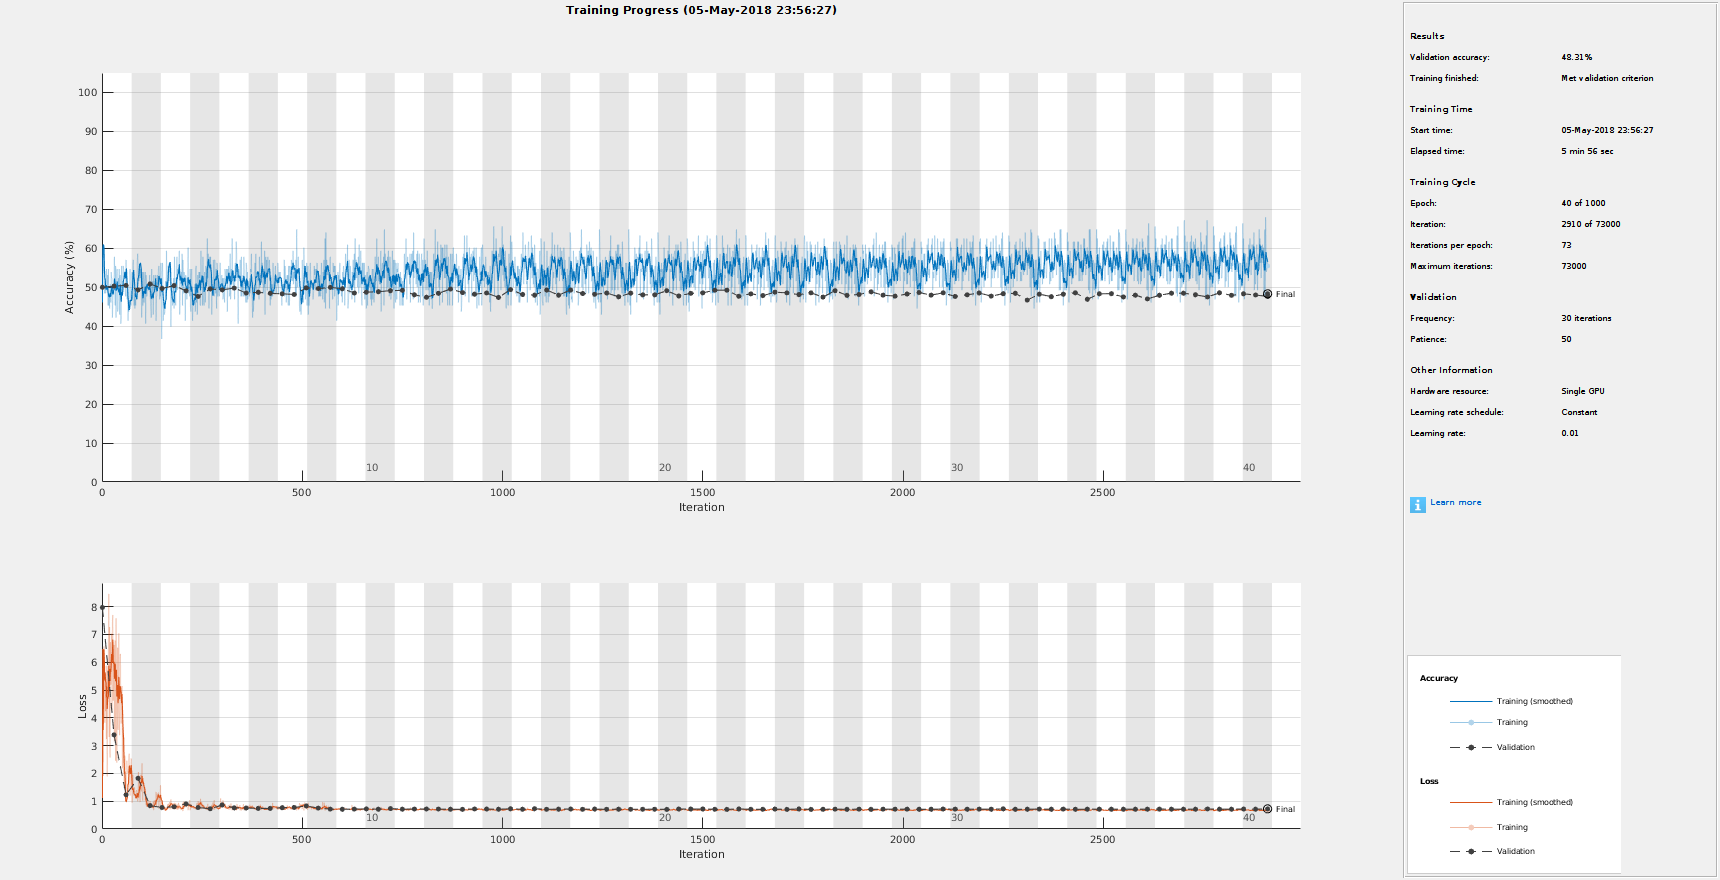 Training Progress (05-May-2018 23:56:27)
100
90
80
70
60
50
40
30
20
10
0
Accuracy (%)
Final
10
20
30
40
0
500
1000
1500
2000
2500
Iteration
8
7
6
5
4
3
2
1
0
Loss
Final
10
20
30
40
0
500
1000
1500
2000
2500
Iteration
Results
Validation accuracy: 48.31%
Training finished: Met validation criterion
Training Time
Start time: 05-May-2018 23:56:27
Elapsed time: 5 min 56 sec
Training Cycle
Epoch: 40 of 1000
Iteration: 2910 of 73000
Iterations per epoch: 73
Maximum iterations: 73000
Validation
Frequency: 30 iterations
Patience: 50
Other Information
Hardware resource: Single GPU
Learning rate schedule: Constant
Learning rate: 0.01
i Learn more
Accuracy
Training (smoothed)
Training
Validation
Loss
Training (smoothed)
Training
Validation